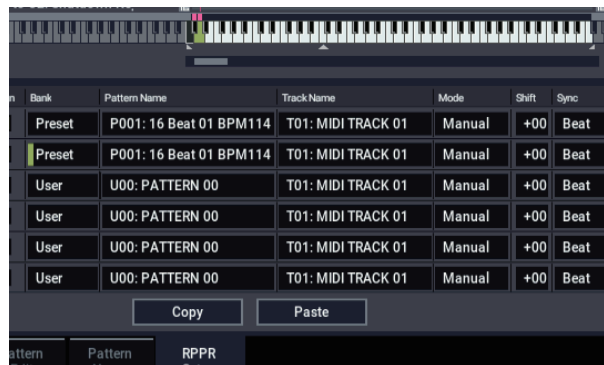 Bank Pattern Name Track Name Mode Shift Sync
Preset P001: 16 Beat 01 BPM114 T01: MIDI TRACK 01 Manual +00 Beat
Preset P001: 16 Beat 01 BPM114 T01: MIDI TRACK 01 Manual +00 Beat
User U00: PATTERN 00 T01: MIDI TRACK 01 Manual +00 Beat
User U00: PATTERN 00 T01: MIDI TRACK 01 Manual +00 Beat
User U00: PATTERN 00 T01: MIDI TRACK 01 Manual +00 Beat
User U00: PATTERN 00 T01: MIDI TRACK 01 Manual +00 Beat
Copy Paste
attern Pattern RPPR